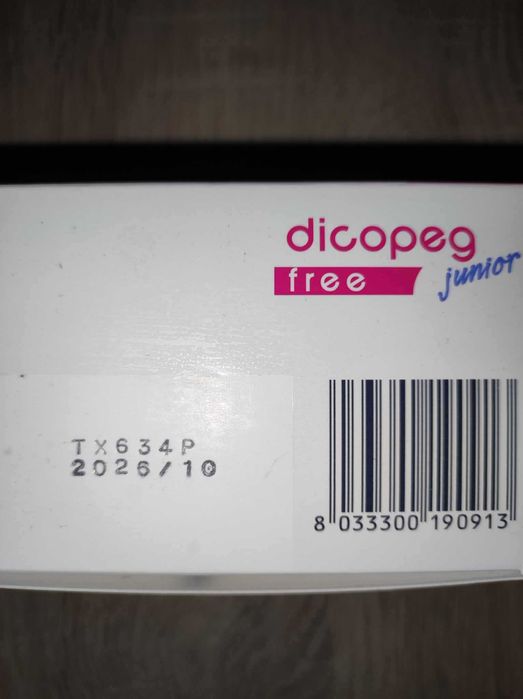 dicopeg
free junior
TX634P
2026/10
8 033300 190913